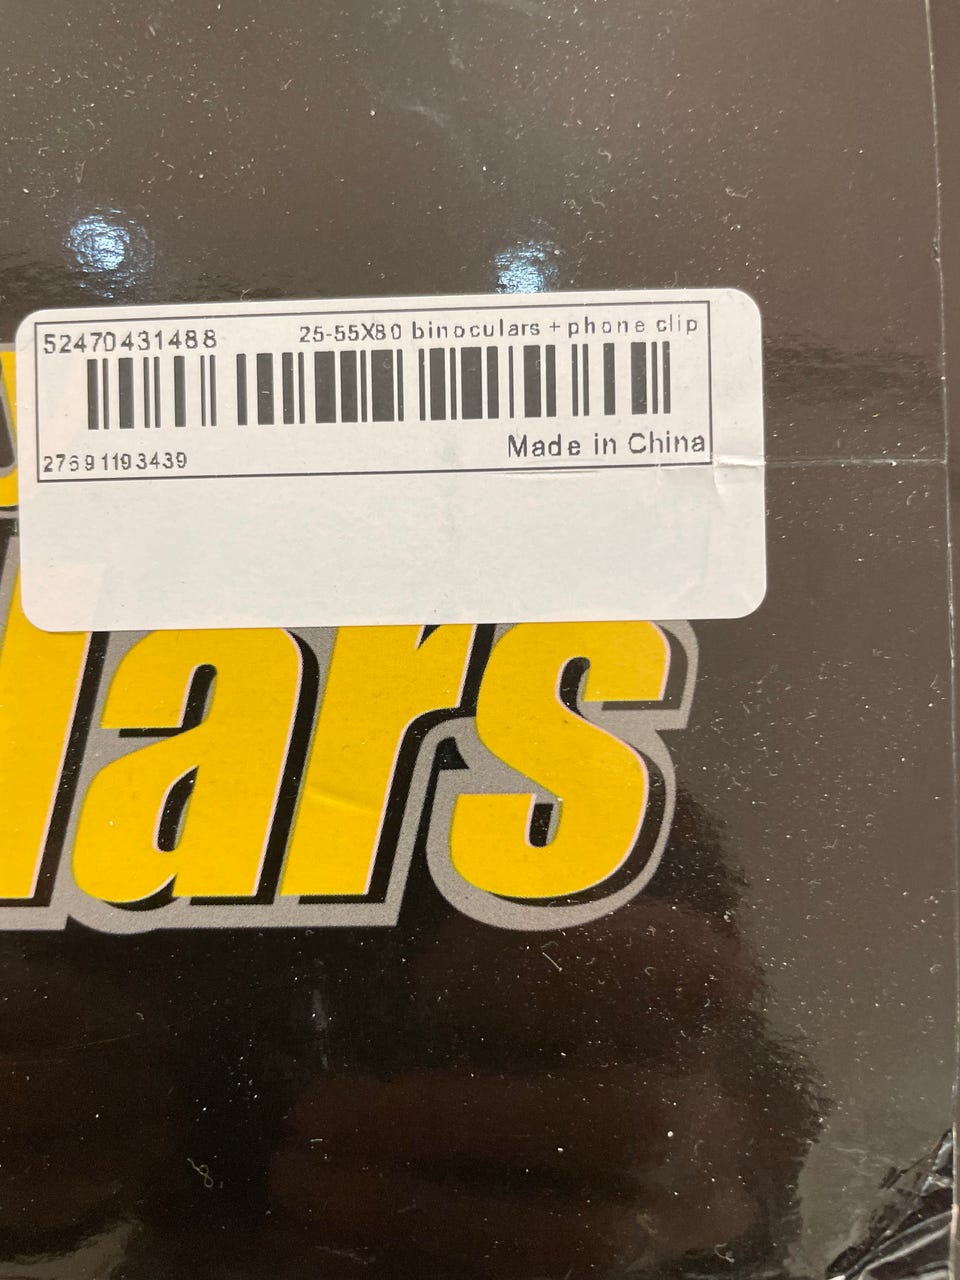 52470431488 25-55X80 binoculars + phone clip
Made in China
27691193439
lars